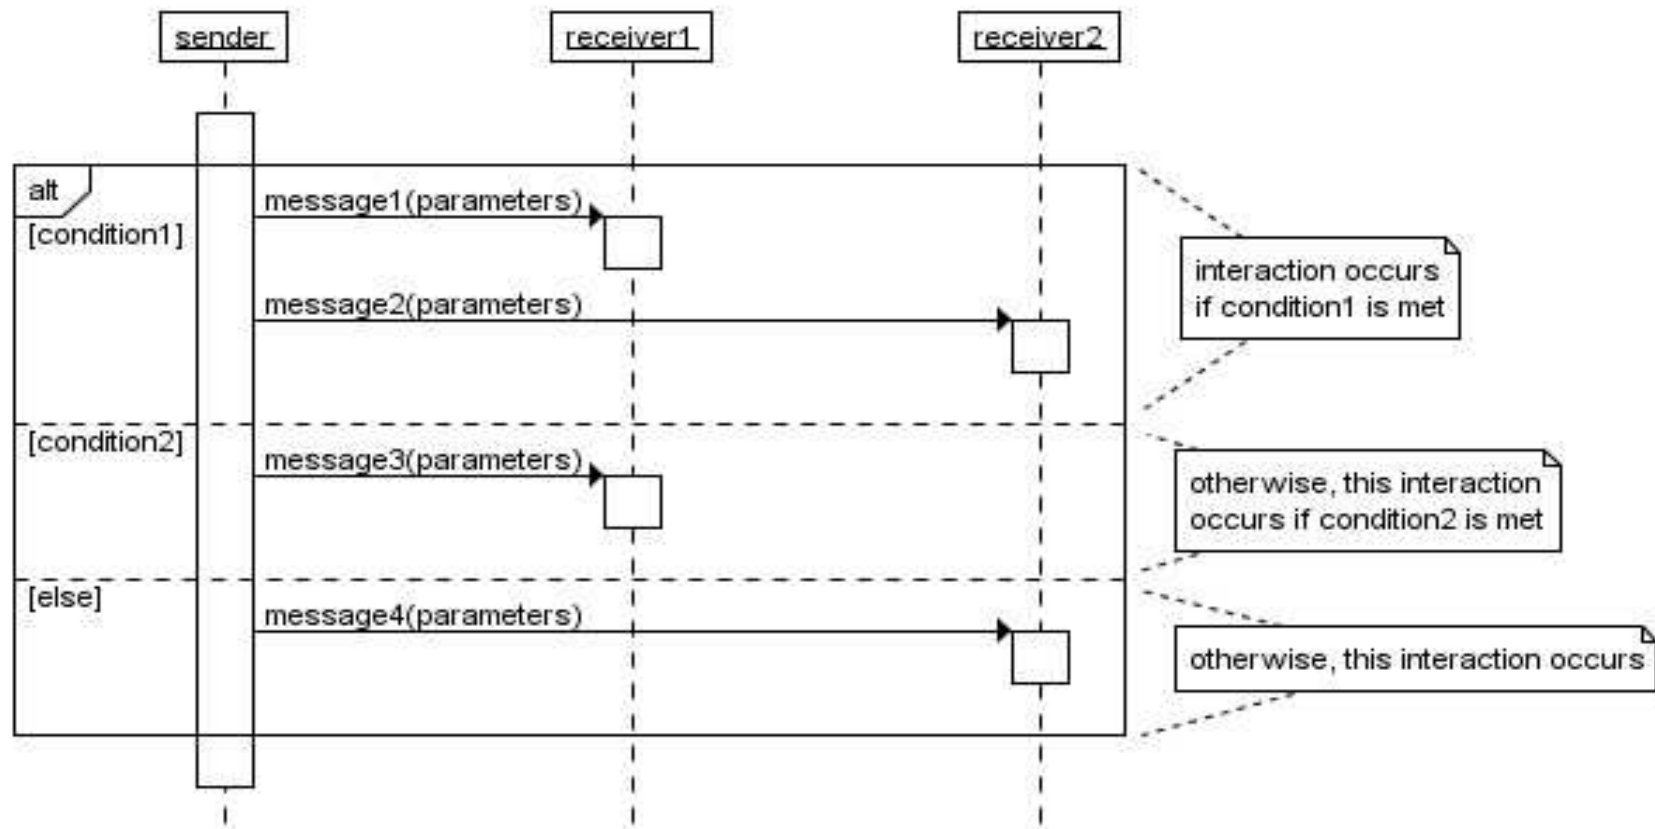 sender
receiver1
receiver2
alt
[condition1]
message1(parameters)
message2(parameters)
interaction occurs
if condition1 is met
[condition2]
message3(parameters)
otherwise, this interaction
occurs if condition2 is met
[else]
message4(parameters)
otherwise, this interaction occurs